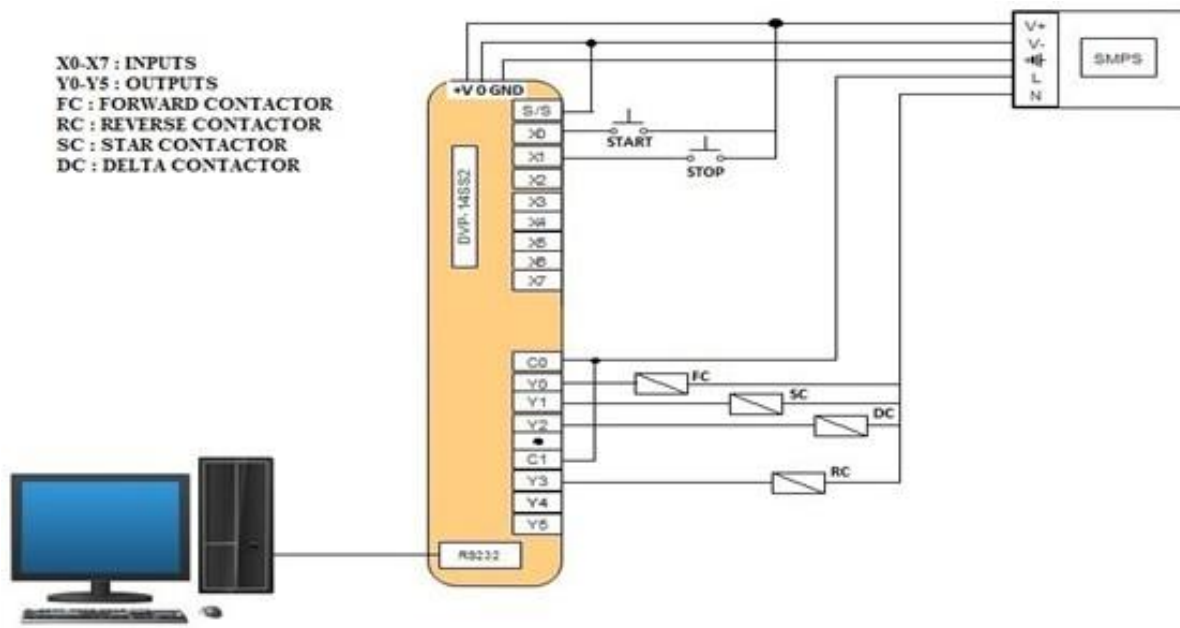 X0-X7 : INPUTS
Y0-Y5 : OUTPUTS
FC : FORWARD CONTACTOR
RC : REVERSE CONTACTOR
SC : STAR CONTACTOR
DC : DELTA CONTACTOR
V+
V-
L
N
SMPS
+V 0 GND
S/S
X0
X1
X2
X3
X4
X5
X6
X7
START
STOP
DVP-14SS2
C0
Y0
Y1
Y2
C1
Y3
Y4
Y5
FC
SC
DC
RC
RS232